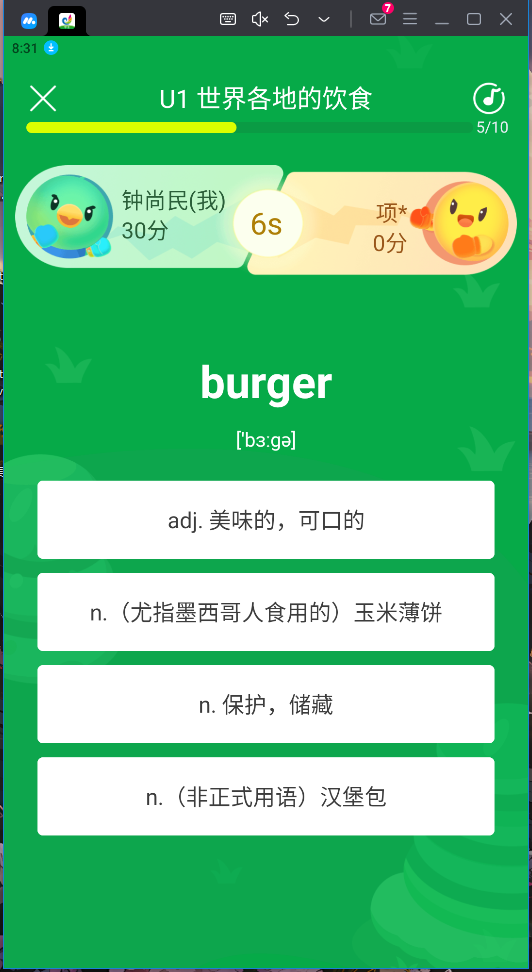 7
8:31
U1 世界各地的饮食
5/10
钟尚民(我)
30分
6s
项*
0分
burger
['bɜ:gə]
adj. 美味的，可口的
n.（尤指墨西哥人食用的）玉米薄饼
n. 保护，储藏
n.（非正式用语）汉堡包